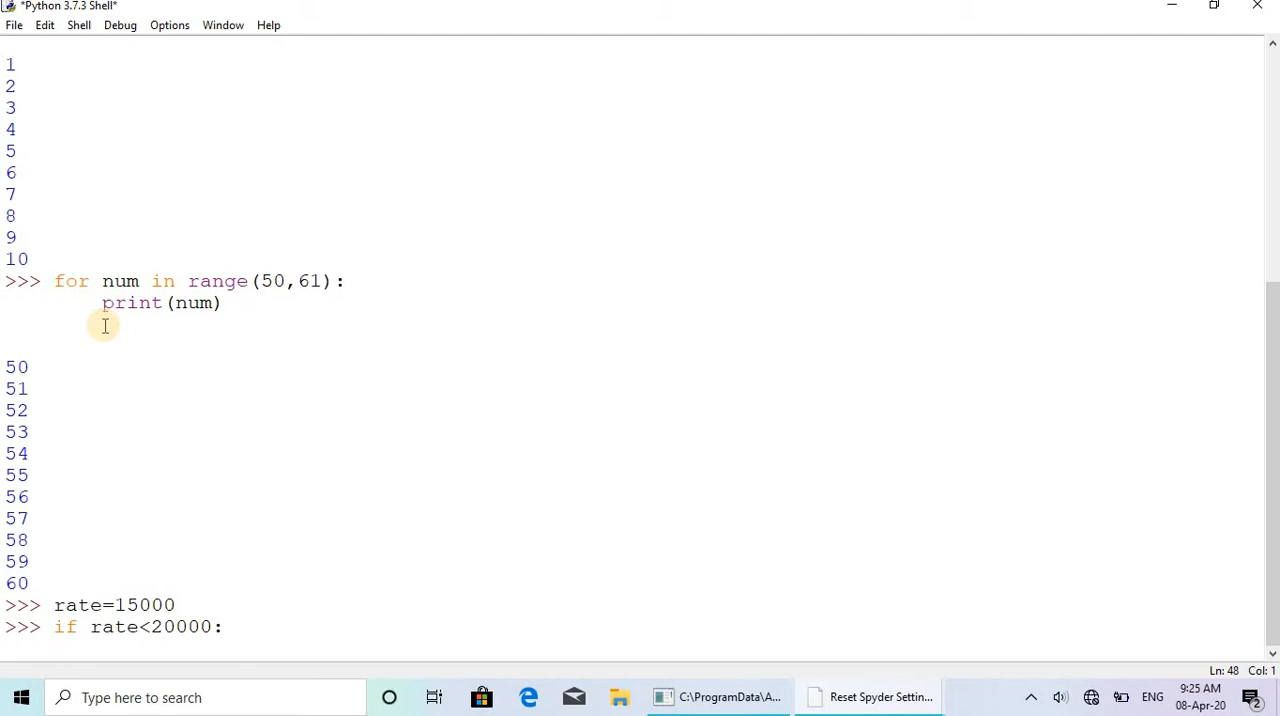 *Python 3.7.3 Shell*
File Edit Shell Debug Options Window Help
1
2
3
4
5
6
7
8
9
10
>>> for num in range(50,61):
print(num)
50
51
52
53
54
55
56
57
58
59
60
>>> rate=15000
>>> if rate<20000:
Ln: 48 Col: 1
Type here to search C:\ProgramData\A... Reset Spyder Settin... ENG 9:25 AM
08-Apr-20 2